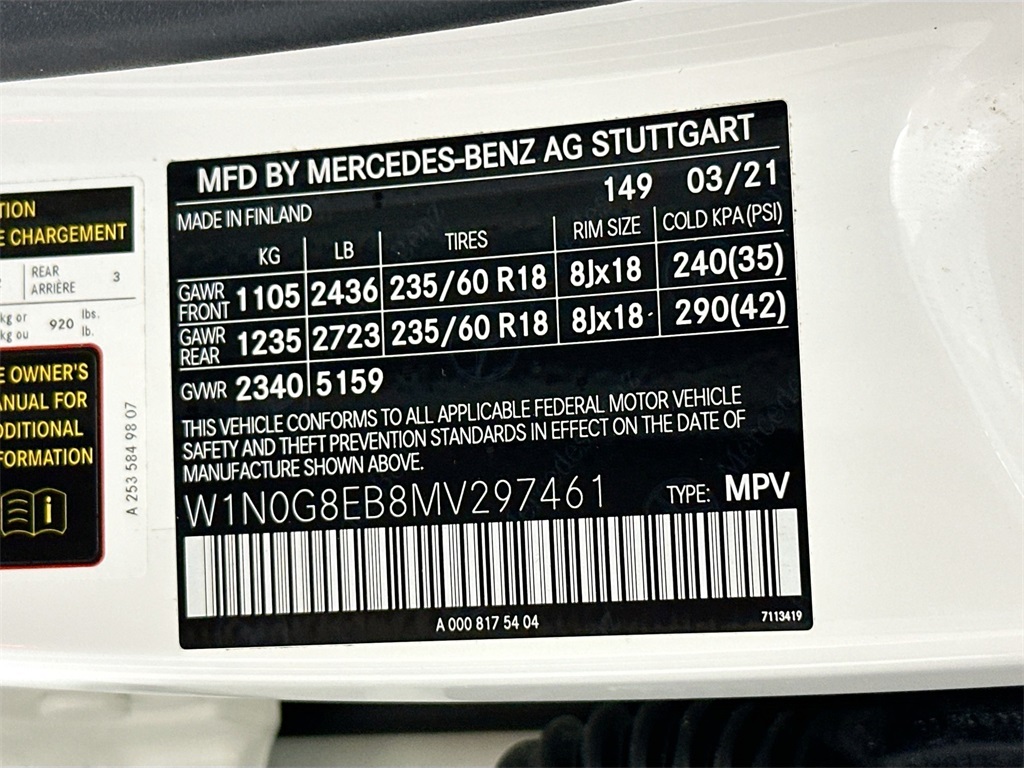 TION
E CHARGEMENT
REAR
ARRIÈRE
3
kg or
kg ou
920
lbs.
lb.
E OWNER'S
ANUAL FOR
DDITIONAL
FORMATION
A 253 584 98 07
MFD BY MERCEDES-BENZ AG STUTTGART
149 03/21
MADE IN FINLAND
KG LB TIRES RIM SIZE COLD KPA (PSI)
GAWR FRONT 1105 2436 235/60 R18 8Jx18 240(35)
GAWR REAR 1235 2723 235/60 R18 8Jx18 290(42)
GVWR 2340 5159
THIS VEHICLE CONFORMS TO ALL APPLICABLE FEDERAL MOTOR VEHICLE
SAFETY AND THEFT PREVENTION STANDARDS IN EFFECT ON THE DATE OF
MANUFACTURE SHOWN ABOVE.
W1N0G8EB8MV297461 TYPE: MPV
A 000 817 54 04
7113419